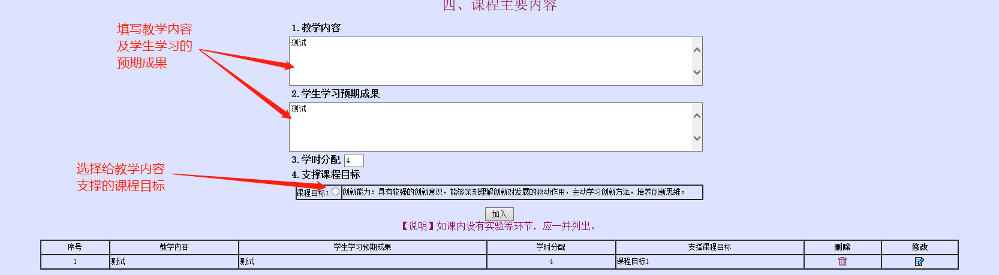 四、课程主要内容
填写教学内容
及学生学习的
预期成果
1.教学内容
测试
2.学生学习预期成果
测试
3.学时分配 4
4.支撑课程目标
选择给教学内容
支撑的课程目标
课程目标1 创新能力：具有较强的创新意识，能够深刻理解创新对发展的驱动作用，主动学习创新方法，培养创新思维。
加入
【说明】如课内设有实验等环节，应一并列出。
序号 教学内容 学生学习预期成果 学时分配 支撑课程目标 删除 修改
1 测试 测试 4 课程目标1